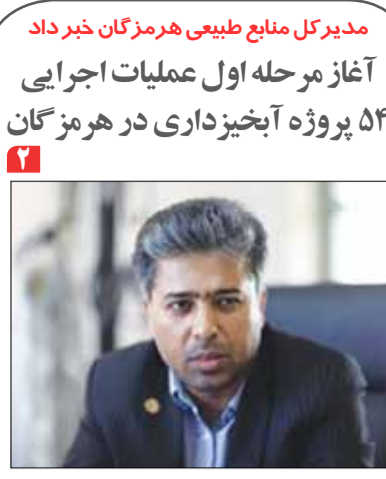 مدیرکل منابع طبیعی هرمزگان خبر داد
آغاز مرحله اول عملیات اجرایی
۵۴ پروژه آبخیزداری در هرمزگان
۲